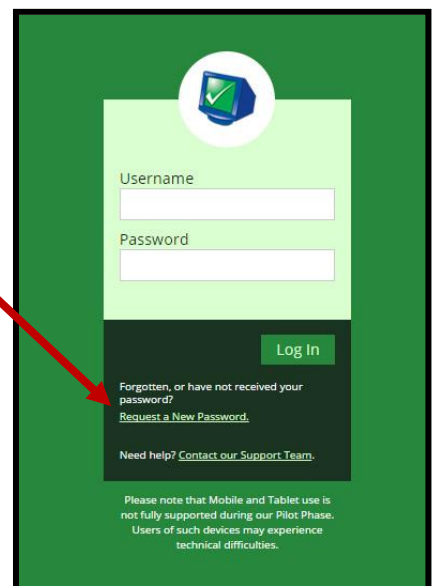 Username
Password
Log In
Forgotten, or have not received your
password?
Request a New Password.
Need help? Contact our Support Team.
Please note that Mobile and Tablet use is
not fully supported during our Pilot Phase.
Users of such devices may experience
technical difficulties.